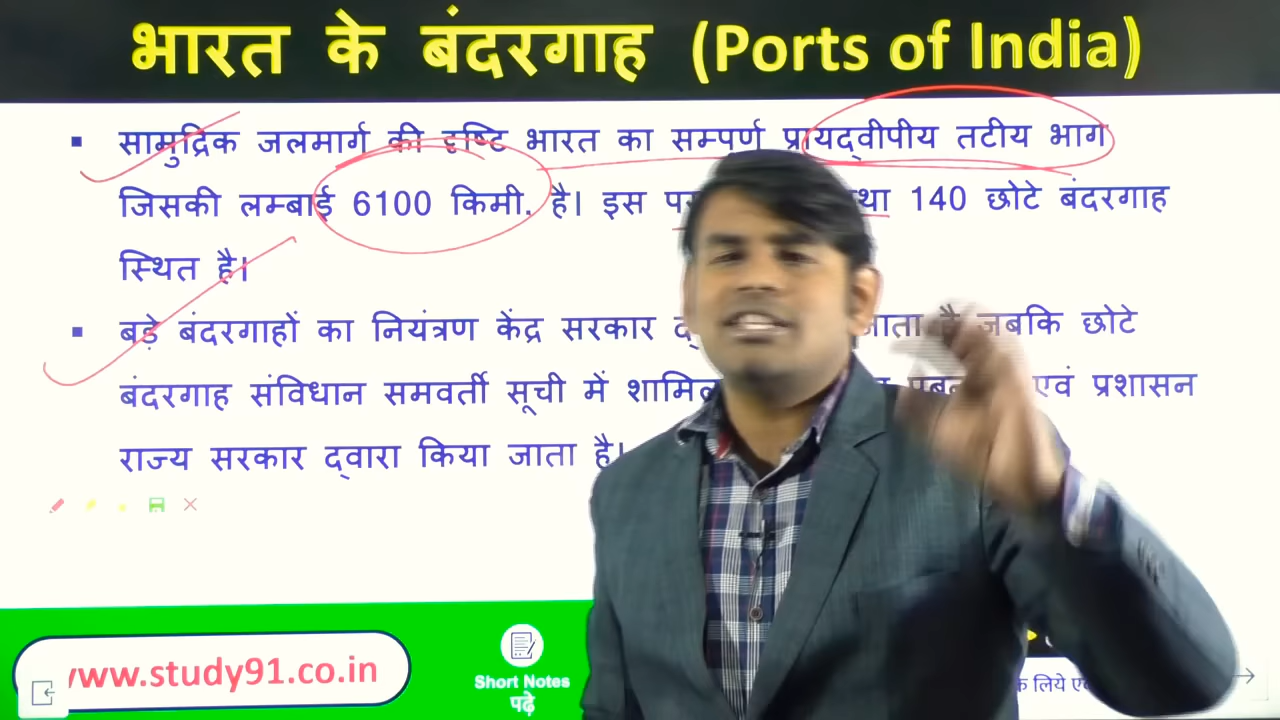 भारत के बंदरगाह (Ports of India)
▪ सामुद्रिक जलमार्ग की दृष्टि भारत का सम्पर्ण प्रायद्वीपीय तटीय भाग
जिसकी लम्बाई 6100 किमी. है। इस 140 छोटे बंदरगाह
स्थित है।
▪ बड़े बंदरगाहों का नियंत्रण केंद्र सरकार जाता है जबकि छोटे
बंदरगाह संविधान समवर्ती सूची में एवं प्रशासन
राज्य सरकार द्वारा किया जाता है।
www.study91.co.in
Short Notes
पढ़े